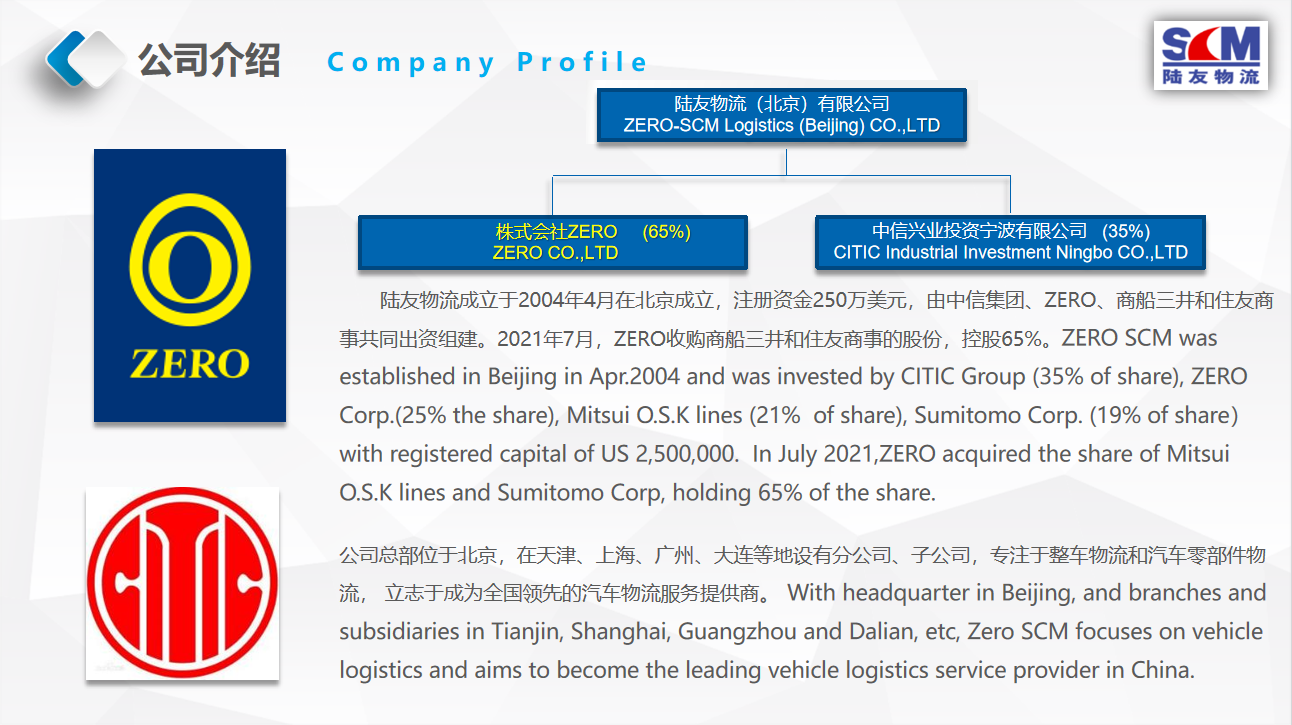 公司介绍 Company Profile
SCM
陆友物流
陆友物流（北京）有限公司
ZERO-SCM Logistics (Beijing) CO.,LTD
株式会社ZERO (65%)
ZERO CO.,LTD
中信兴业投资宁波有限公司 (35%)
CITIC Industrial Investment Ningbo CO.,LTD
ZERO
陆友物流成立于2004年4月在北京成立，注册资金250万美元，由中信集团、ZERO、商船三井和住友商
事共同出资组建。2021年7月，ZERO收购商船三井和住友商事的股份，控股65%。ZERO SCM was
established in Beijing in Apr.2004 and was invested by CITIC Group (35% of share), ZERO
Corp.(25% the share), Mitsui O.S.K lines (21% of share), Sumitomo Corp. (19% of share)
with registered capital of US 2,500,000. In July 2021,ZERO acquired the share of Mitsui
O.S.K lines and Sumitomo Corp, holding 65% of the share.
公司总部位于北京，在天津、上海、广州、大连等地设有分公司、子公司，专注于整车物流和汽车零部件物
流， 立志于成为全国领先的汽车物流服务提供商。 With headquarter in Beijing, and branches and
subsidiaries in Tianjin, Shanghai, Guangzhou and Dalian, etc, Zero SCM focuses on vehicle
logistics and aims to become the leading vehicle logistics service provider in China.